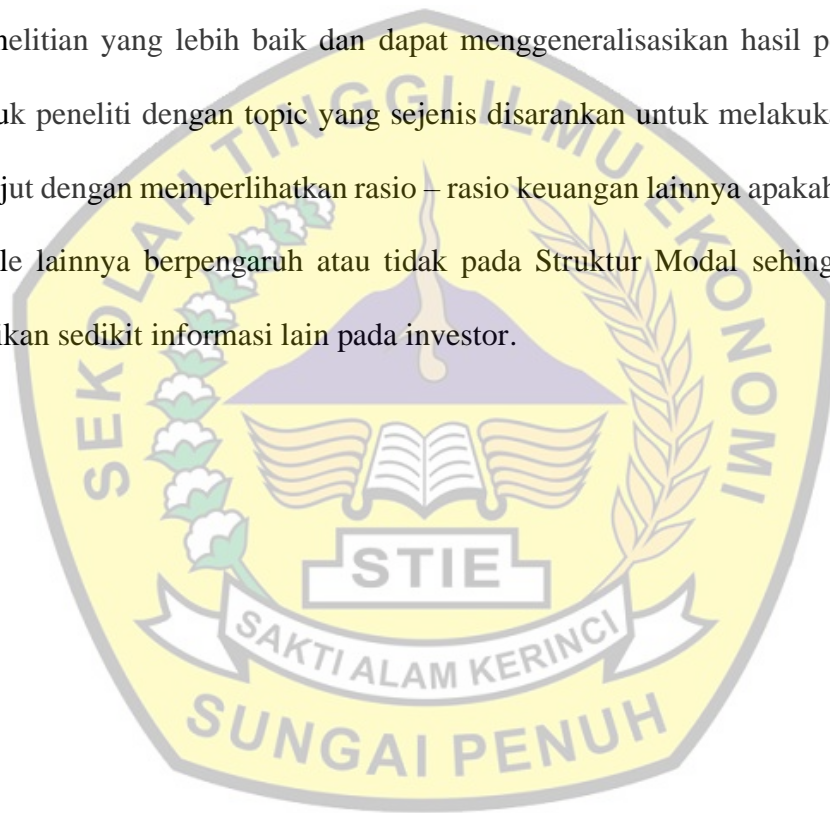 nelitian yang lebih baik dan dapat menggeneralisasikan hasil p
uk peneliti dengan topic yang sejenis disarankan untuk melakuk
jut dengan memperlihatkan rasio – rasio keuangan lainnya apakah
le lainnya berpengaruh atau tidak pada Struktur Modal sehing
ikan sedikit informasi lain pada investor.
SEKOLAH TINGGI ILMU EKONOMI
STIE
SAKTI ALAM KERINCI
SUNGAI PENUH